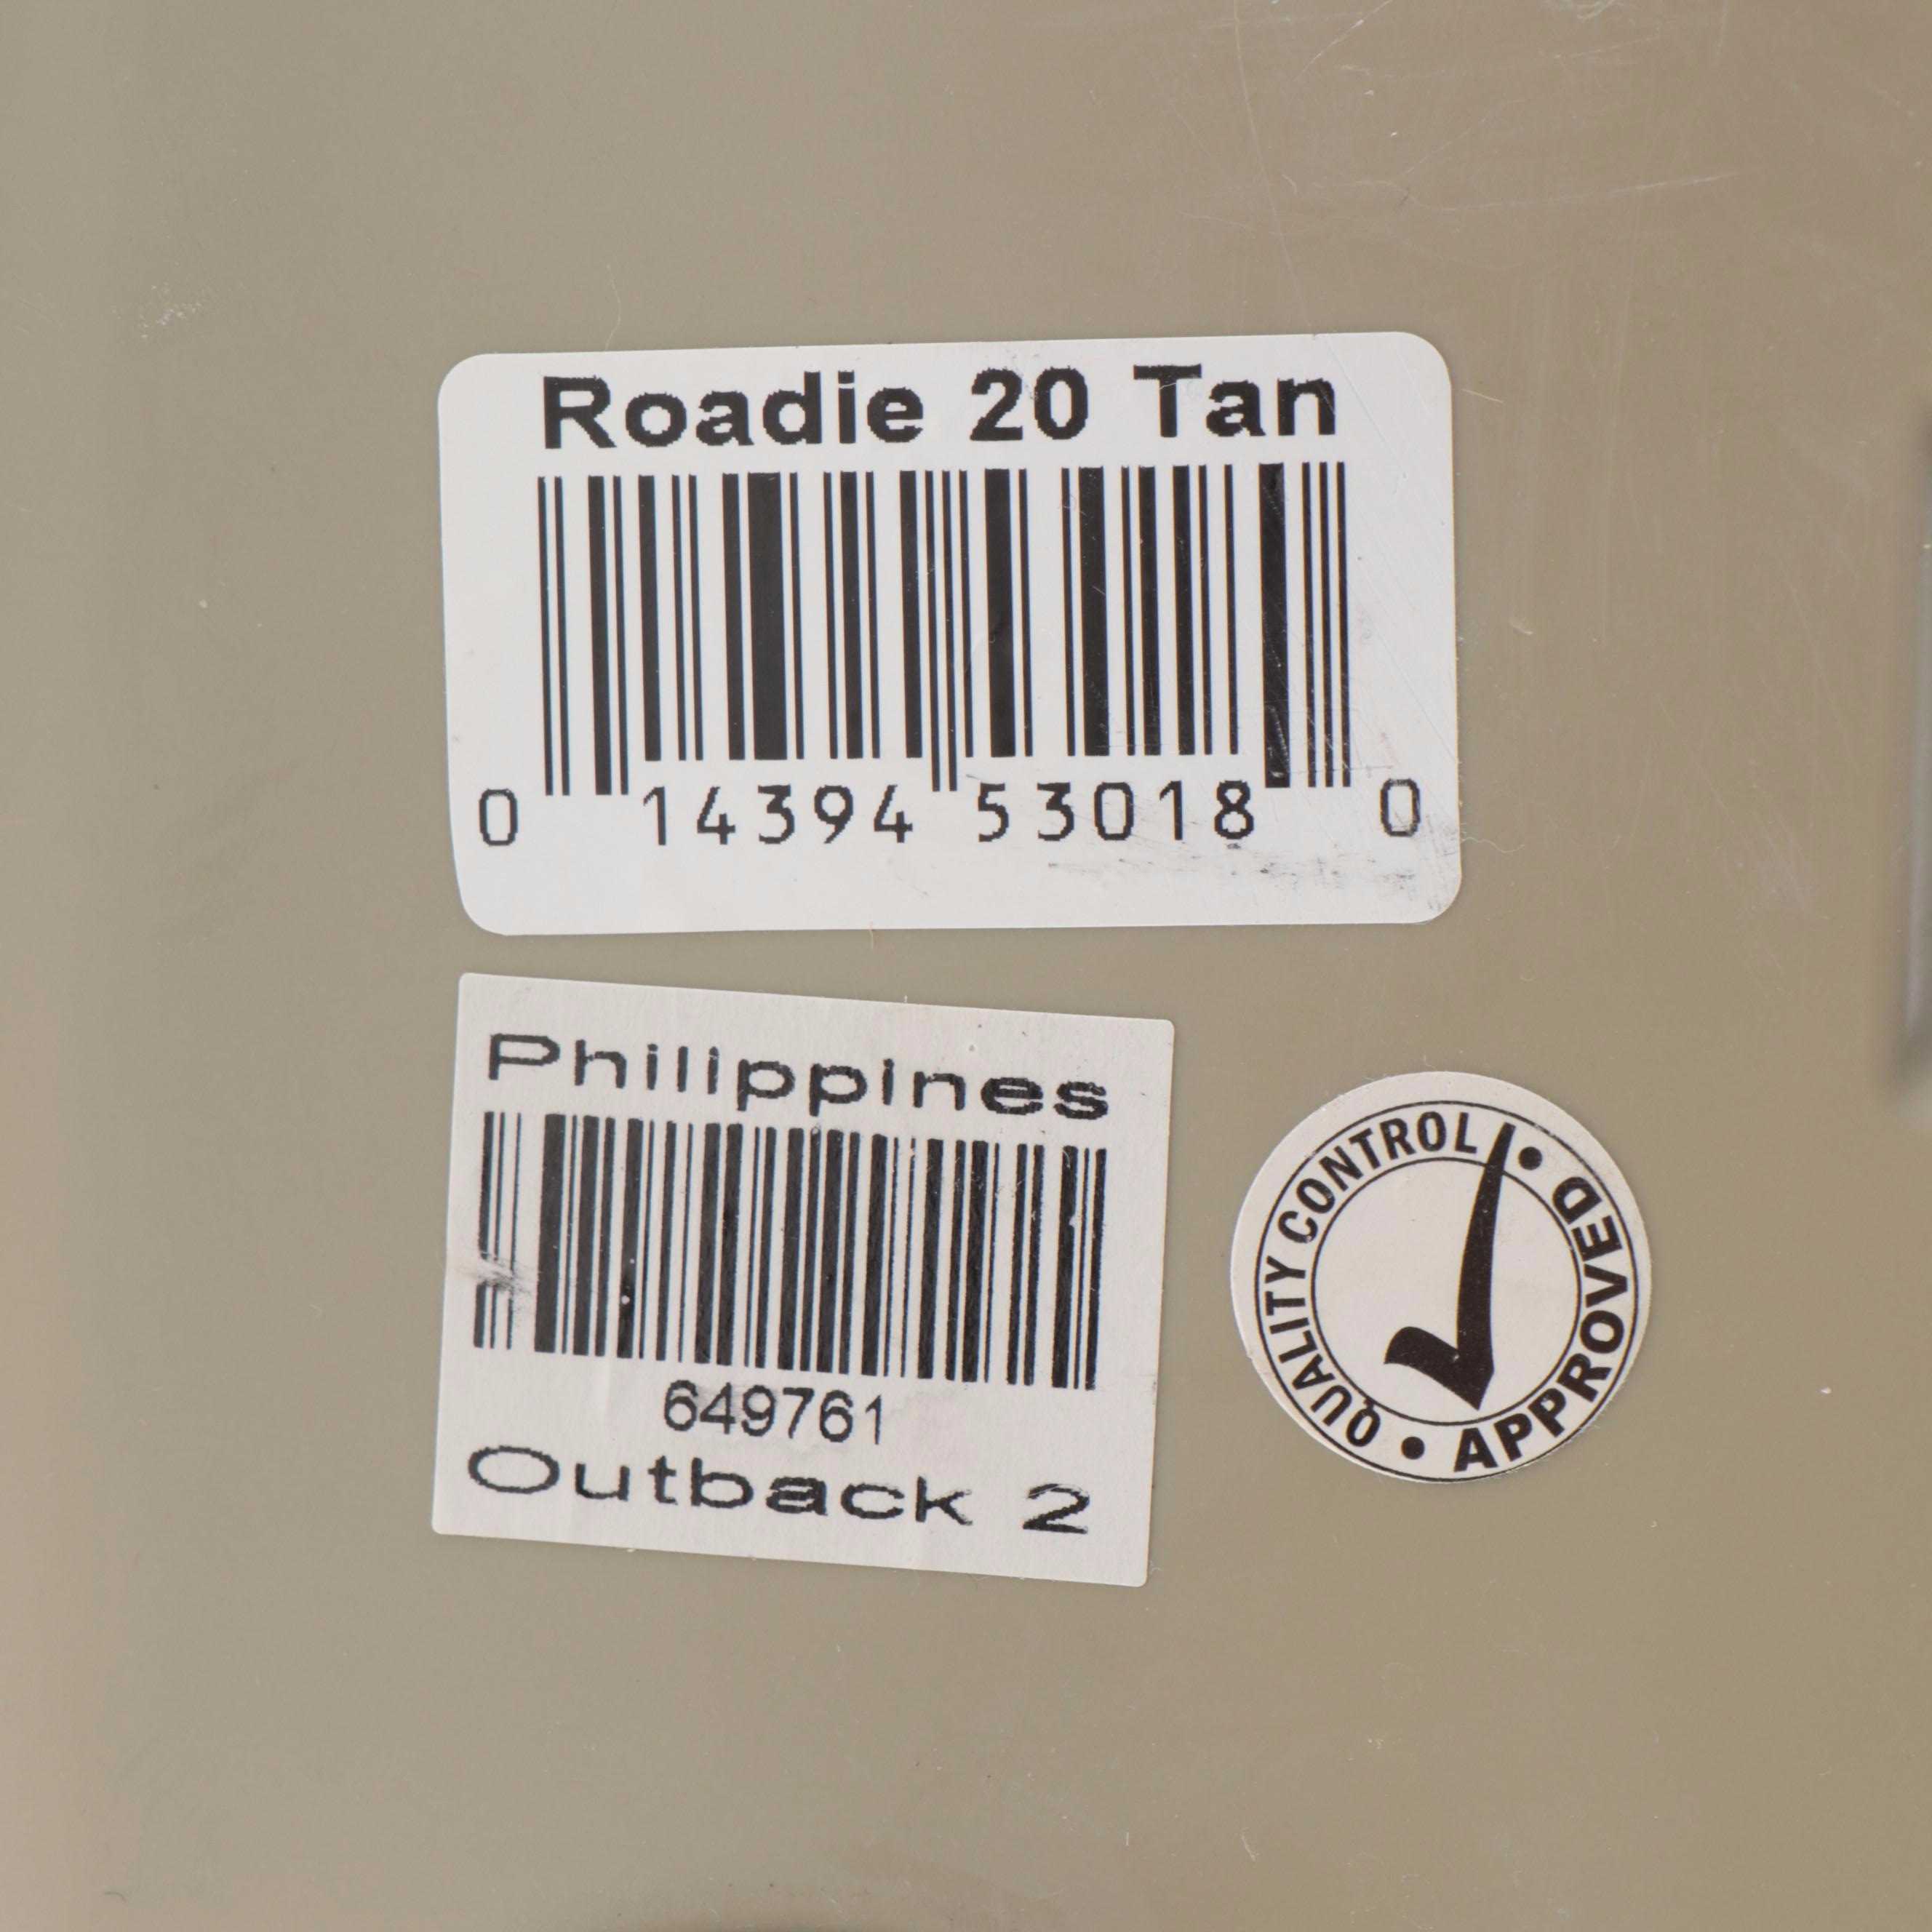 Roadie 20 Tan
0 14394 53018 0
Philippines
649761
Outback 2
QUALITY CONTROL • APPROVED •